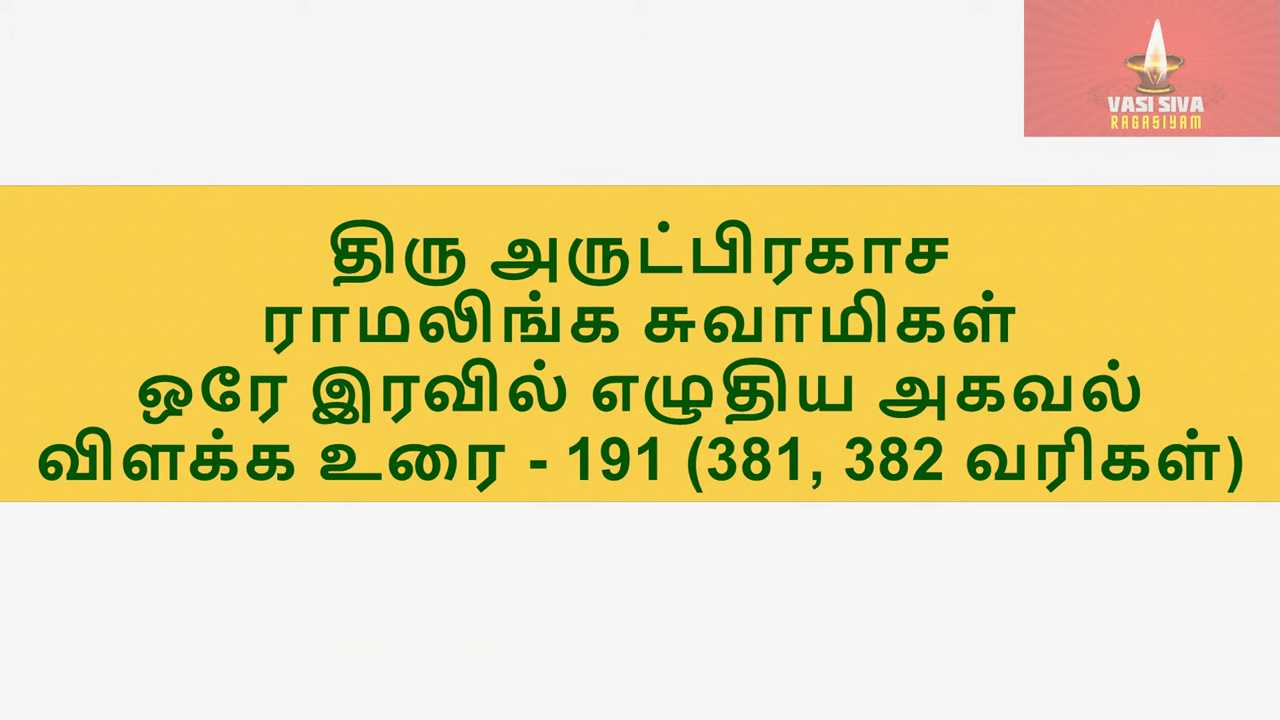 VASI SIVA
RAGASIYAM
திரு அருட்பிரகாச
ராமலிங்க சுவாமிகள்
ஒரே இரவில் எழுதிய அகவல்
விளக்க உரை - 191 (381, 382 வரிகள்)